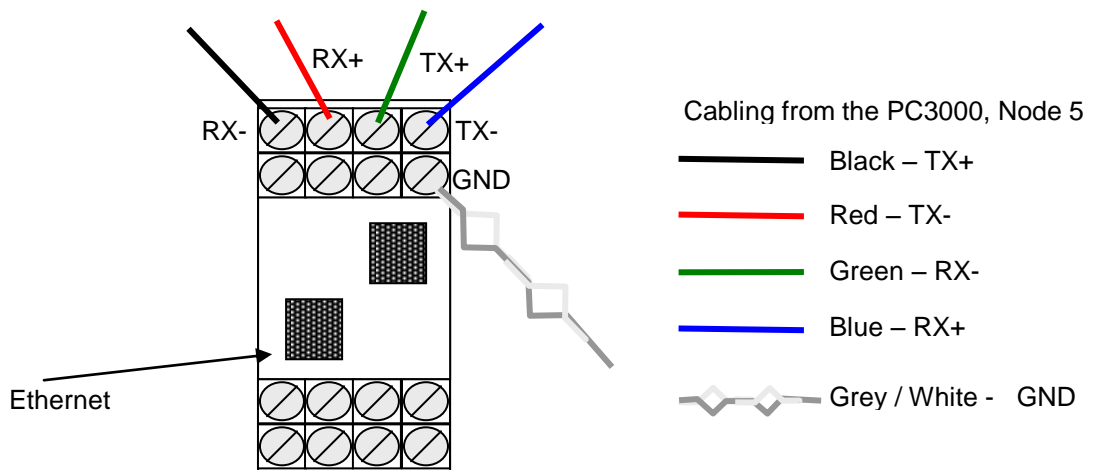 RX+ TX+
RX- TX-
GND
Ethernet
Cabling from the PC3000, Node 5
Black – TX+
Red – TX-
Green – RX-
Blue – RX+
Grey / White - GND